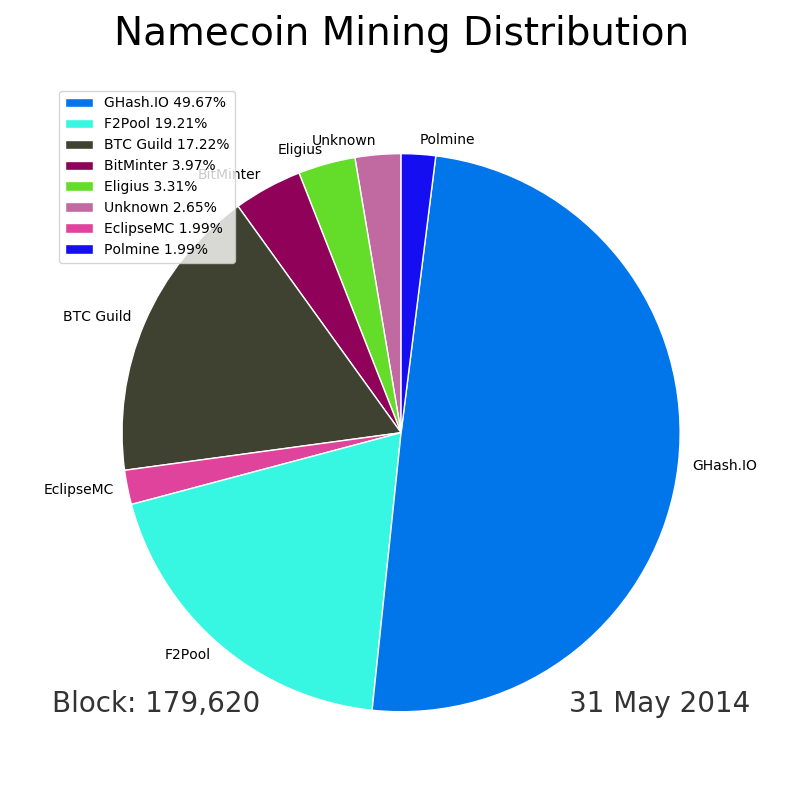 Namecoin Mining Distribution
GHash.IO 49.67%
F2Pool 19.21%
BTC Guild 17.22%
BitMinter 3.97%
Eligius 3.31%
Unknown 2.65%
EclipseMC 1.99%
Polmine 1.99%
Polmine
Unknown
Eligius
BitMinter
BTC Guild
EclipseMC
F2Pool
GHash.IO
Block: 179,620
31 May 2014